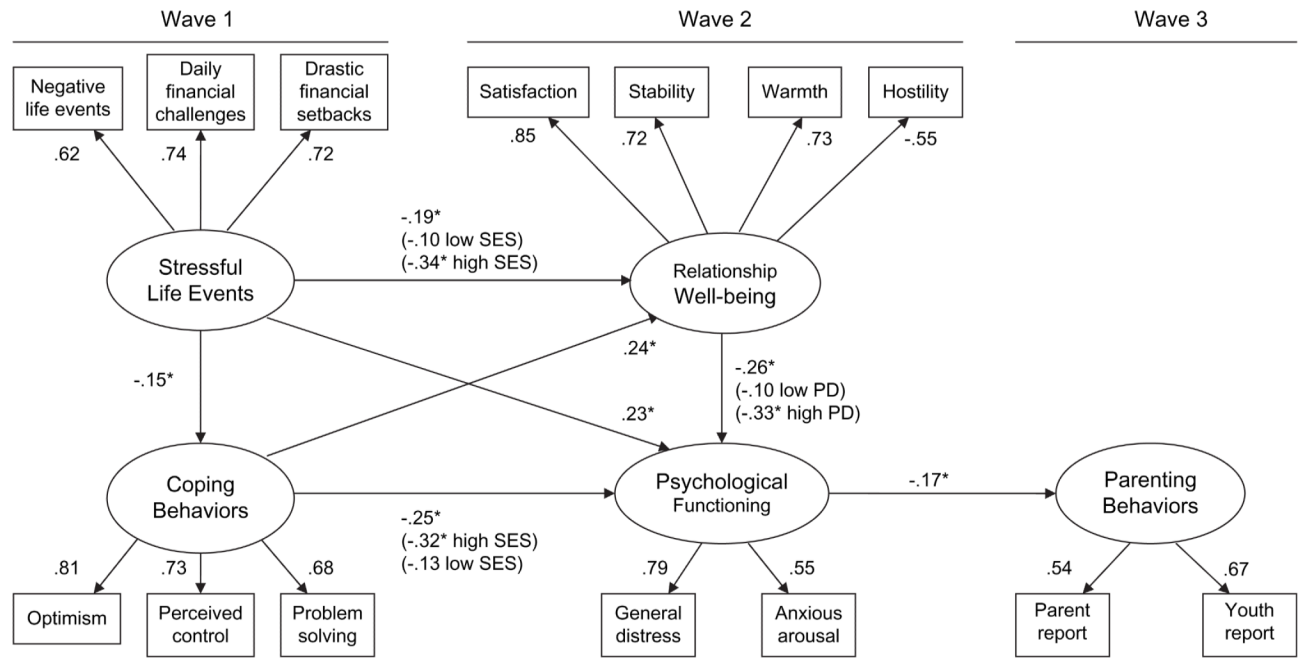 Wave 1
Wave 2
Wave 3
Negative
life events
Daily
financial
challenges
Drastic
financial
setbacks
Satisfaction
Stability
Warmth
Hostility
.62
.74
.72
.85
.72
.73
-.55
Stressful
Life Events
-.19*
(-.10 low SES)
(-.34* high SES)
Relationship
Well-being
-.15*
.24*
.23*
-.26*
(-.10 low PD)
(-.33* high PD)
Coping
Behaviors
-.25*
(-.32* high SES)
(-.13 low SES)
Psychological
Functioning
-.17*
Parenting
Behaviors
.81
.73
.68
.79
.55
.54
.67
Optimism
Perceived
control
Problem
solving
General
distress
Anxious
arousal
Parent
report
Youth
report